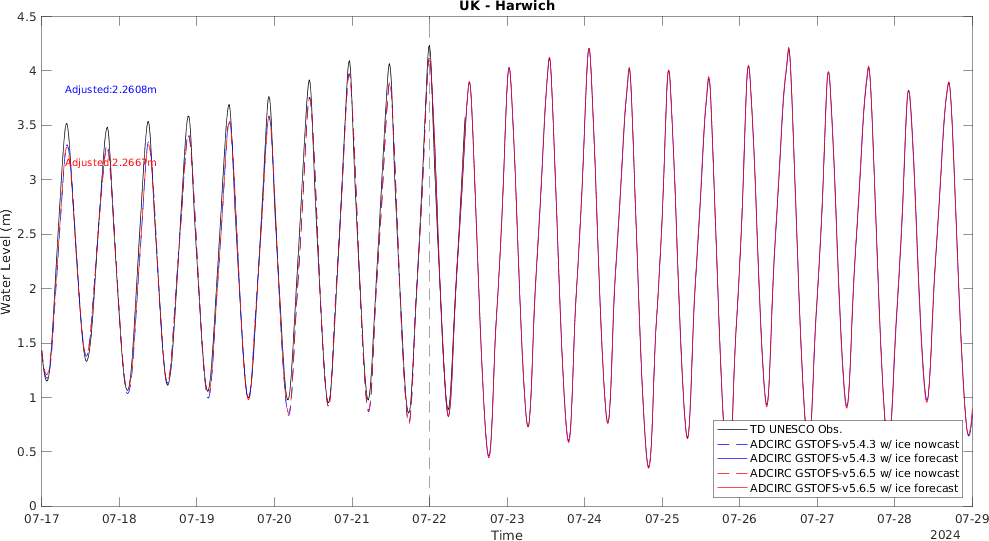 UK - Harwich
4.5
4
3.5
3
2.5
2
1.5
1
0.5
0
Water Level (m)
Adjusted:2.2608m
Adjusted:2.2667m
TD UNESCO Obs.
ADCIRC GSTOFS-v5.4.3 w/ ice nowcast
ADCIRC GSTOFS-v5.4.3 w/ ice forecast
ADCIRC GSTOFS-v5.6.5 w/ ice nowcast
ADCIRC GSTOFS-v5.6.5 w/ ice forecast
07-17 07-18 07-19 07-20 07-21 07-22 07-23 07-24 07-25 07-26 07-27 07-28 07-29
Time
2024